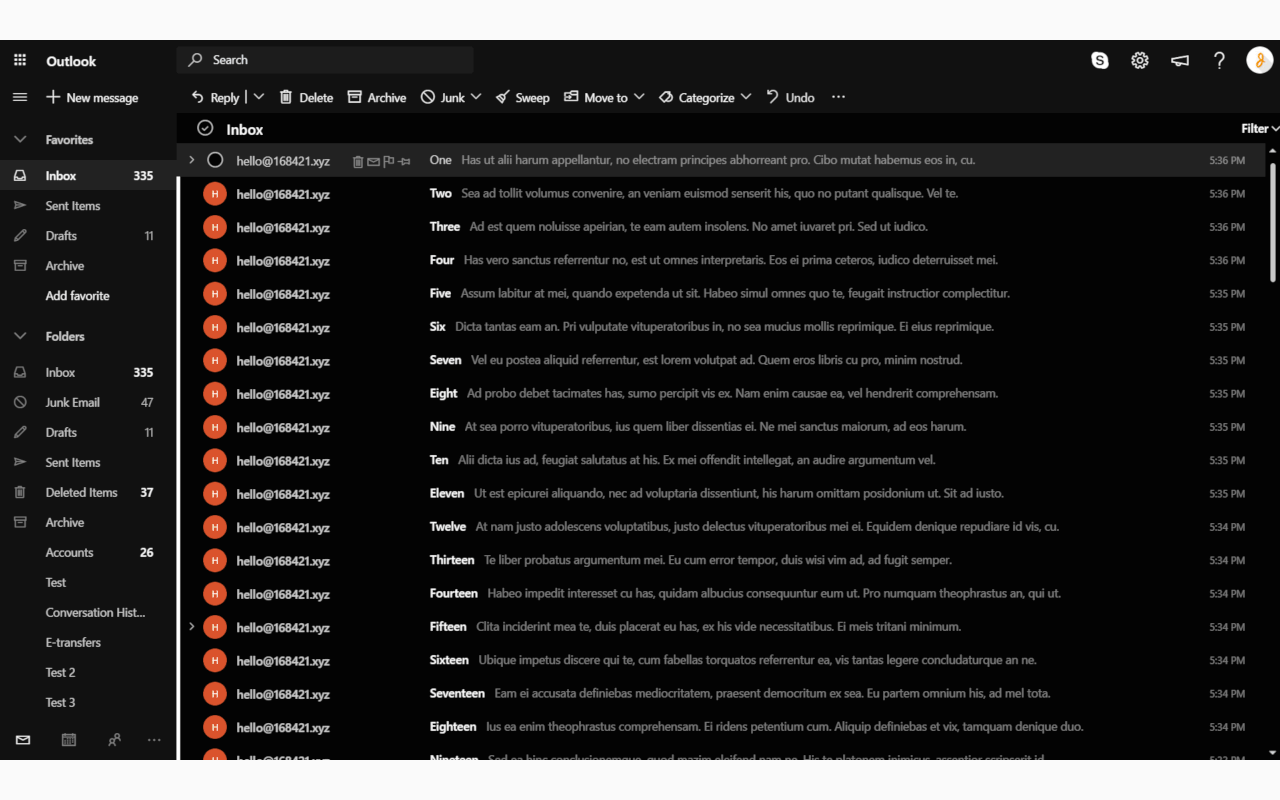 Outlook
Search
New message
Reply Delete Archive Junk Sweep Move to Categorize Undo
Favorites
Inbox 335
Sent Items
Drafts 11
Archive
Add favorite
Folders
Inbox 335
Junk Email 47
Drafts 11
Sent Items
Deleted Items 37
Archive
Accounts 26
Test
Conversation Hist...
E-transfers
Test 2
Test 3
Inbox
Filter
hello@168421.xyz One Has ut alii harum appellantur, no electram principes abhorreant pro. Cibo mutat habemus eos in, cu. 5:36 PM
H hello@168421.xyz Two Sea ad tollit volumus convenire, an veniam euismod senserit his, quo no putant qualisque. Vel te. 5:36 PM
H hello@168421.xyz Three Ad est quem noluisse apeirian, te eam autem insolens. No amet iuvaret pri. Sed ut iudico. 5:36 PM
H hello@168421.xyz Four Has vero sanctus referrentur no, est ut omnes interpretaris. Eos ei prima ceteros, iudico deterruisset mei. 5:36 PM
H hello@168421.xyz Five Assum labitur at mei, quando expetenda ut sit. Habeo simul omnes quo te, feugait instructior complectitur. 5:35 PM
H hello@168421.xyz Six Dicta tantas eam an. Pri vulputate vituperatoribus in, no sea mucius mollis reprimique. Ei eius reprimique. 5:35 PM
H hello@168421.xyz Seven Vel eu postea aliquid referrentur, est lorem volutpat ad. Quem eros libris cu pro, minim nostrud. 5:35 PM
H hello@168421.xyz Eight Ad probo debet tacimates has, sumo percipit vis ex. Nam enim causae ea, vel hendrerit comprehensam. 5:35 PM
H hello@168421.xyz Nine At sea porro vituperatoribus, ius quem liber dissentias ei. Ne mei sanctus maiorum, ad eos harum. 5:35 PM
H hello@168421.xyz Ten Alii dicta ius ad, feugiat salutatus at his. Ex mei offendit intellegat, an audire argumentum vel. 5:35 PM
H hello@168421.xyz Eleven Ut est epicurei aliquando, nec ad voluptaria dissentiunt, his harum omittam posidonium ut. Sit ad iusto. 5:35 PM
H hello@168421.xyz Twelve At nam justo adolescens voluptatibus, justo delectus vituperatoribus mei ei. Equidem denique repudiare id vis, cu. 5:34 PM
H hello@168421.xyz Thirteen Te liber probatus argumentum mei. Eu cum error tempor, duis wisi vim ad, ad fugit semper. 5:34 PM
H hello@168421.xyz Fourteen Habeo impedit interesset cu has, quidam albucius consequuntur eum ut. Pro numquam theophrastus an, qui ut. 5:34 PM
H hello@168421.xyz Fifteen Clita inciderint mea te, duis placerat eu has, ex his vide necessitatibus. Ei meis tritani minimum. 5:34 PM
H hello@168421.xyz Sixteen Ubique impetus discere qui te, cum fabellas torquatos referrentur ea, vis tantas legere concludaturque an ne. 5:34 PM
H hello@168421.xyz Seventeen Eam ei accusata definiebas mediocritatem, praesent democritum ex sea. Eu partem omnium his, ad mel tota. 5:34 PM
H hello@168421.xyz Eighteen Ius ea enim theophrastus comprehensam. Ei ridens petentium cum. Aliquip definiebas et vix, tamquam denique duo. 5:34 PM
hello@168421.xyz Nineteen